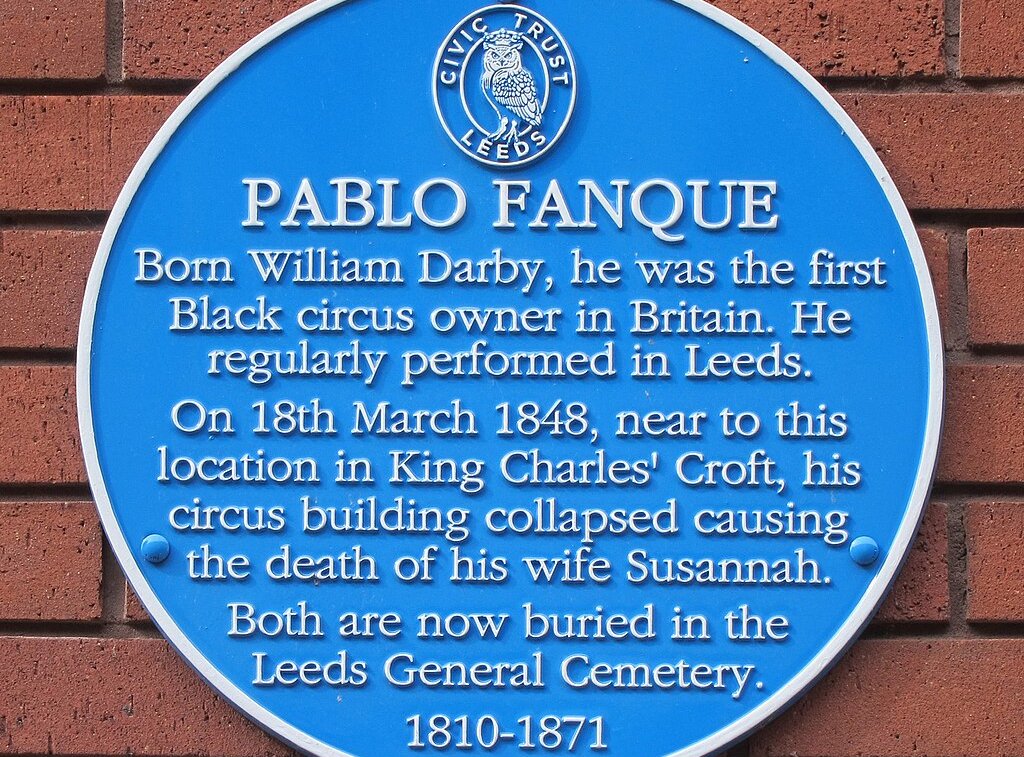 CIVIC TRUST
LEEDS
PABLO FANQUE
Born William Darby, he was the first
Black circus owner in Britain. He
regularly performed in Leeds.
On 18th March 1848, near to this
location in King Charles' Croft, his
circus building collapsed causing
the death of his wife Susannah.
Both are now buried in the
Leeds General Cemetery.
1810-1871